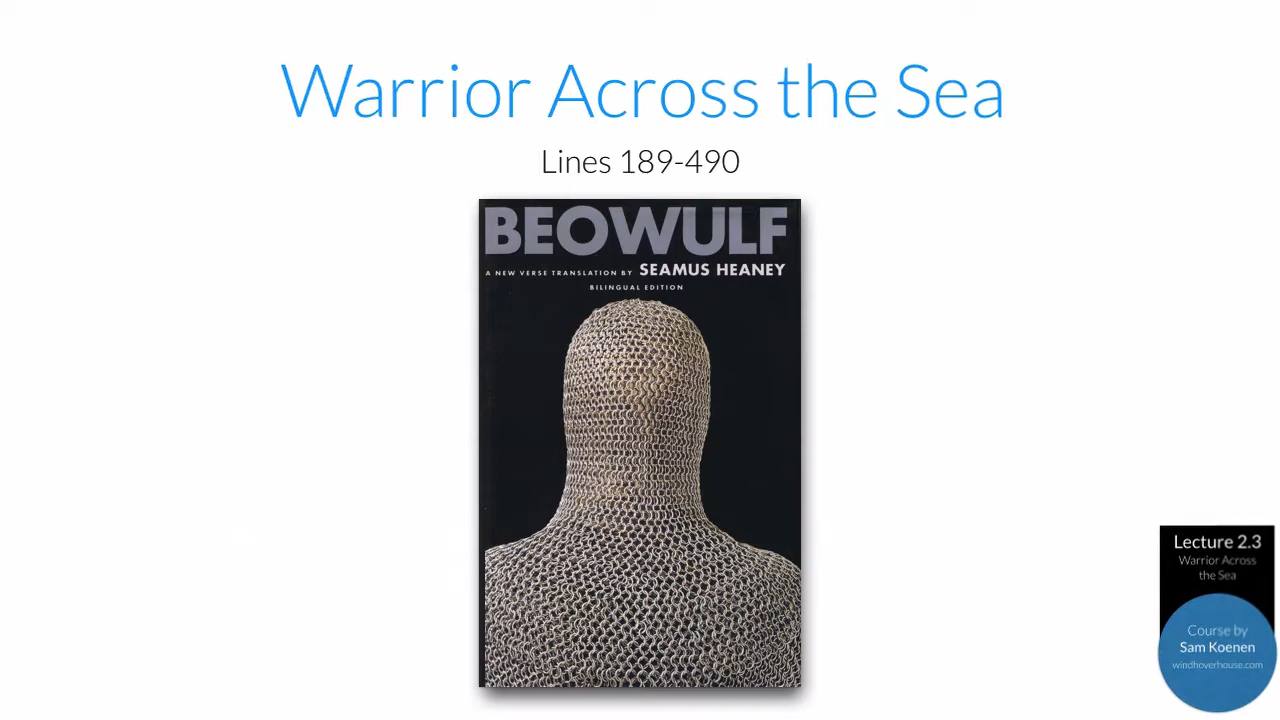 Warrior Across the Sea
Lines 189-490
BEOWULF
A NEW VERSE TRANSLATION BY SEAMUS HEANEY
BILINGUAL EDITION
Lecture 2.3
Warrior Across
the Sea
Course by
Sam Koenen
windhoverhouse.com